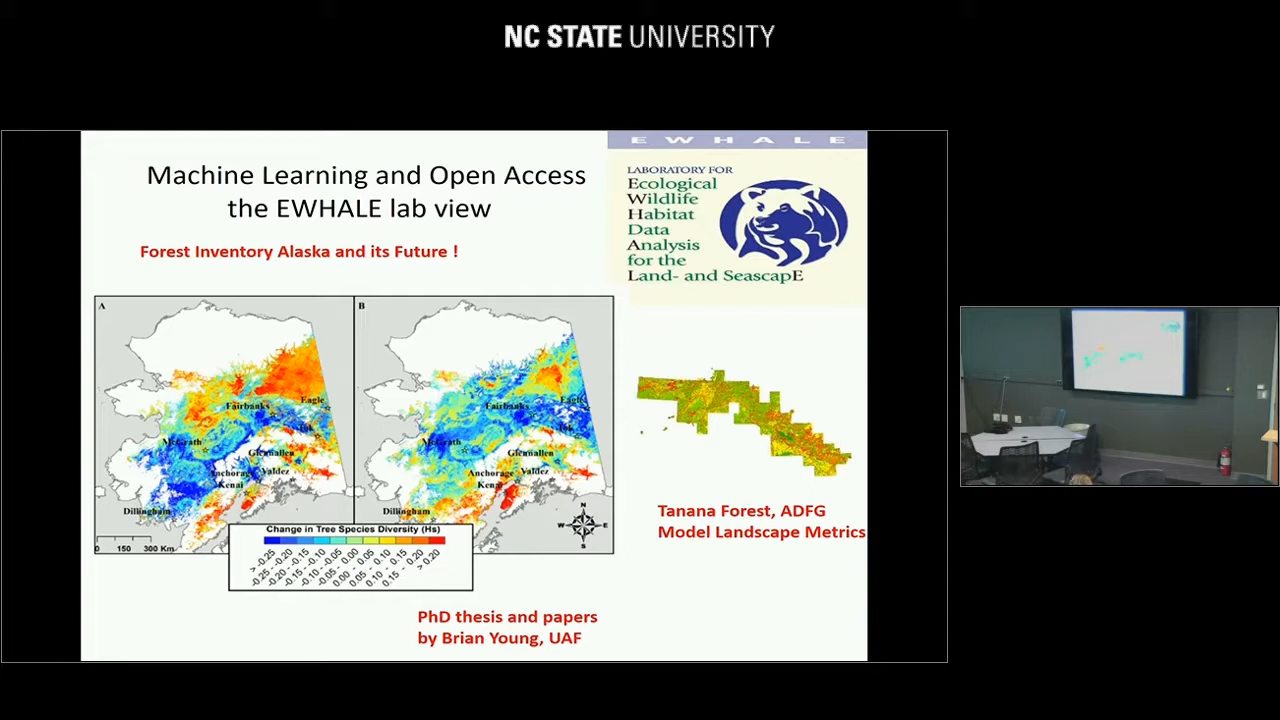 NC STATE UNIVERSITY
EWHALE
Machine Learning and Open Access
the EWHALE lab view
Forest Inventory Alaska and its Future !
LABORATORY FOR
Ecological
Wildlife
Habitat
Data
Analysis
for the
Land- and SeascapE
A
Fairbanks
Eagle
Tok
McGrath
Glennallen
Anchorage
Valdez
Kenai
Dillingham
0 150 300 Km
B
Fairbanks
Eagle
Tok
McGrath
Glennallen
Anchorage
Valdez
Kenai
Dillingham
N
W E
S
Change in Tree Species Diversity (Hs)
> -0.25
-0.25 - -0.20
-0.20 - -0.15
-0.15 - -0.10
-0.10 - -0.05
-0.05 - 0.00
0.00 - 0.05
0.05 - 0.10
0.10 - 0.15
0.15 - 0.20
> 0.20
Tanana Forest, ADFG
Model Landscape Metrics
PhD thesis and papers
by Brian Young, UAF